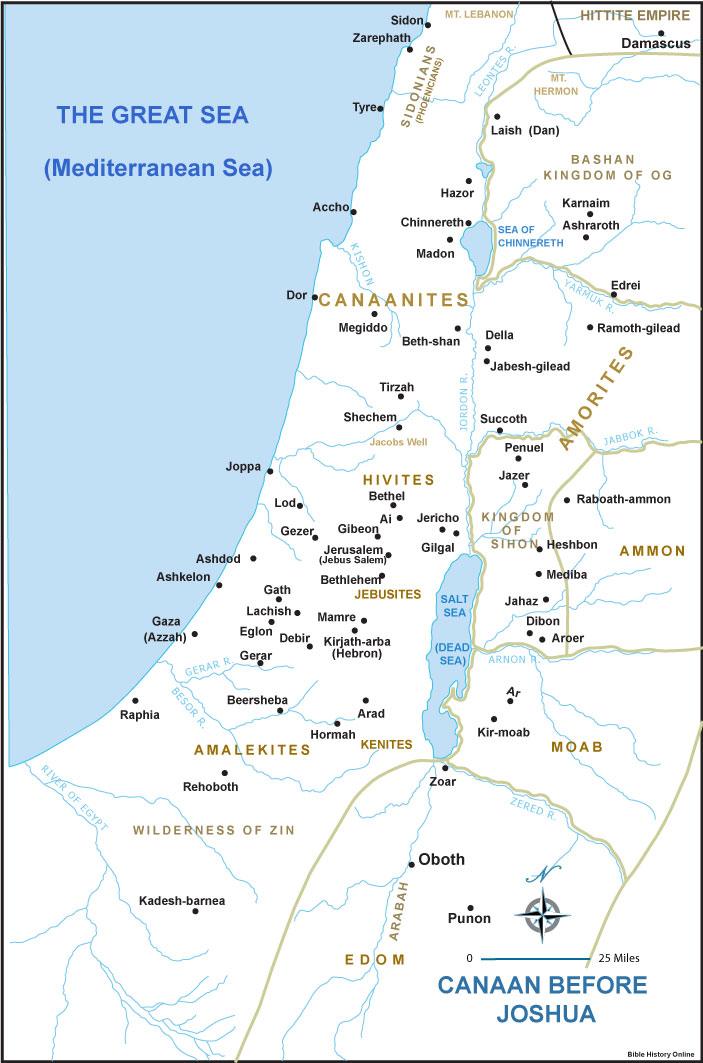 Sidon
MT. LEBANON
HITTITE EMPIRE
Zarephath
Damascus
SIDONIANS
(PHOENICIANS)
LEONTES R.
MT.
HERMON
THE GREAT SEA
Tyre
Laish (Dan)
(Mediterranean Sea)
BASHAN
KINGDOM OF OG
Hazor
Accho
Karnaim
Chinnereth
Ashraroth
SEA OF
CHINNERETH
Madon
KISHON
Dor
CANAANITES
YARMUK R.
Edrei
Megiddo
Beth-shan
Della
Ramoth-gilead
Jabesh-gilead
AMORITES
Tirzah
JORDON R.
Shechem
Succoth
Jacobs Well
JABBOK R.
Penuel
Joppa
HIVITES
Jazer
Bethel
Raboath-ammon
Lod
Ai
Jericho
KINGDOM
OF
SIHON
Gezer
Gibeon
Gilgal
Jerusalem
(Jebus Salem)
Heshbon
AMMON
Ashdod
Ashkelon
Bethlehem
Mediba
JEBUSITES
Gath
SALT
SEA
Lachish
Jahaz
Gaza
(Azzah)
Eglon
Mamre
Dibon
Debir
Kirjath-arba
(Hebron)
Aroer
(DEAD
SEA)
Gerar
GERAR R.
ARNON R.
BESOR R.
Ar
Raphia
Beersheba
Arad
Hormah
Kir-moab
AMALEKITES
KENITES
MOAB
RIVER OF EGYPT
Rehoboth
Zoar
ZERED R.
WILDERNESS OF ZIN
Oboth
N
Kadesh-barnea
ARABAH
Punon
EDOM
0 25 Miles
CANAAN BEFORE
JOSHUA
Bible History Online